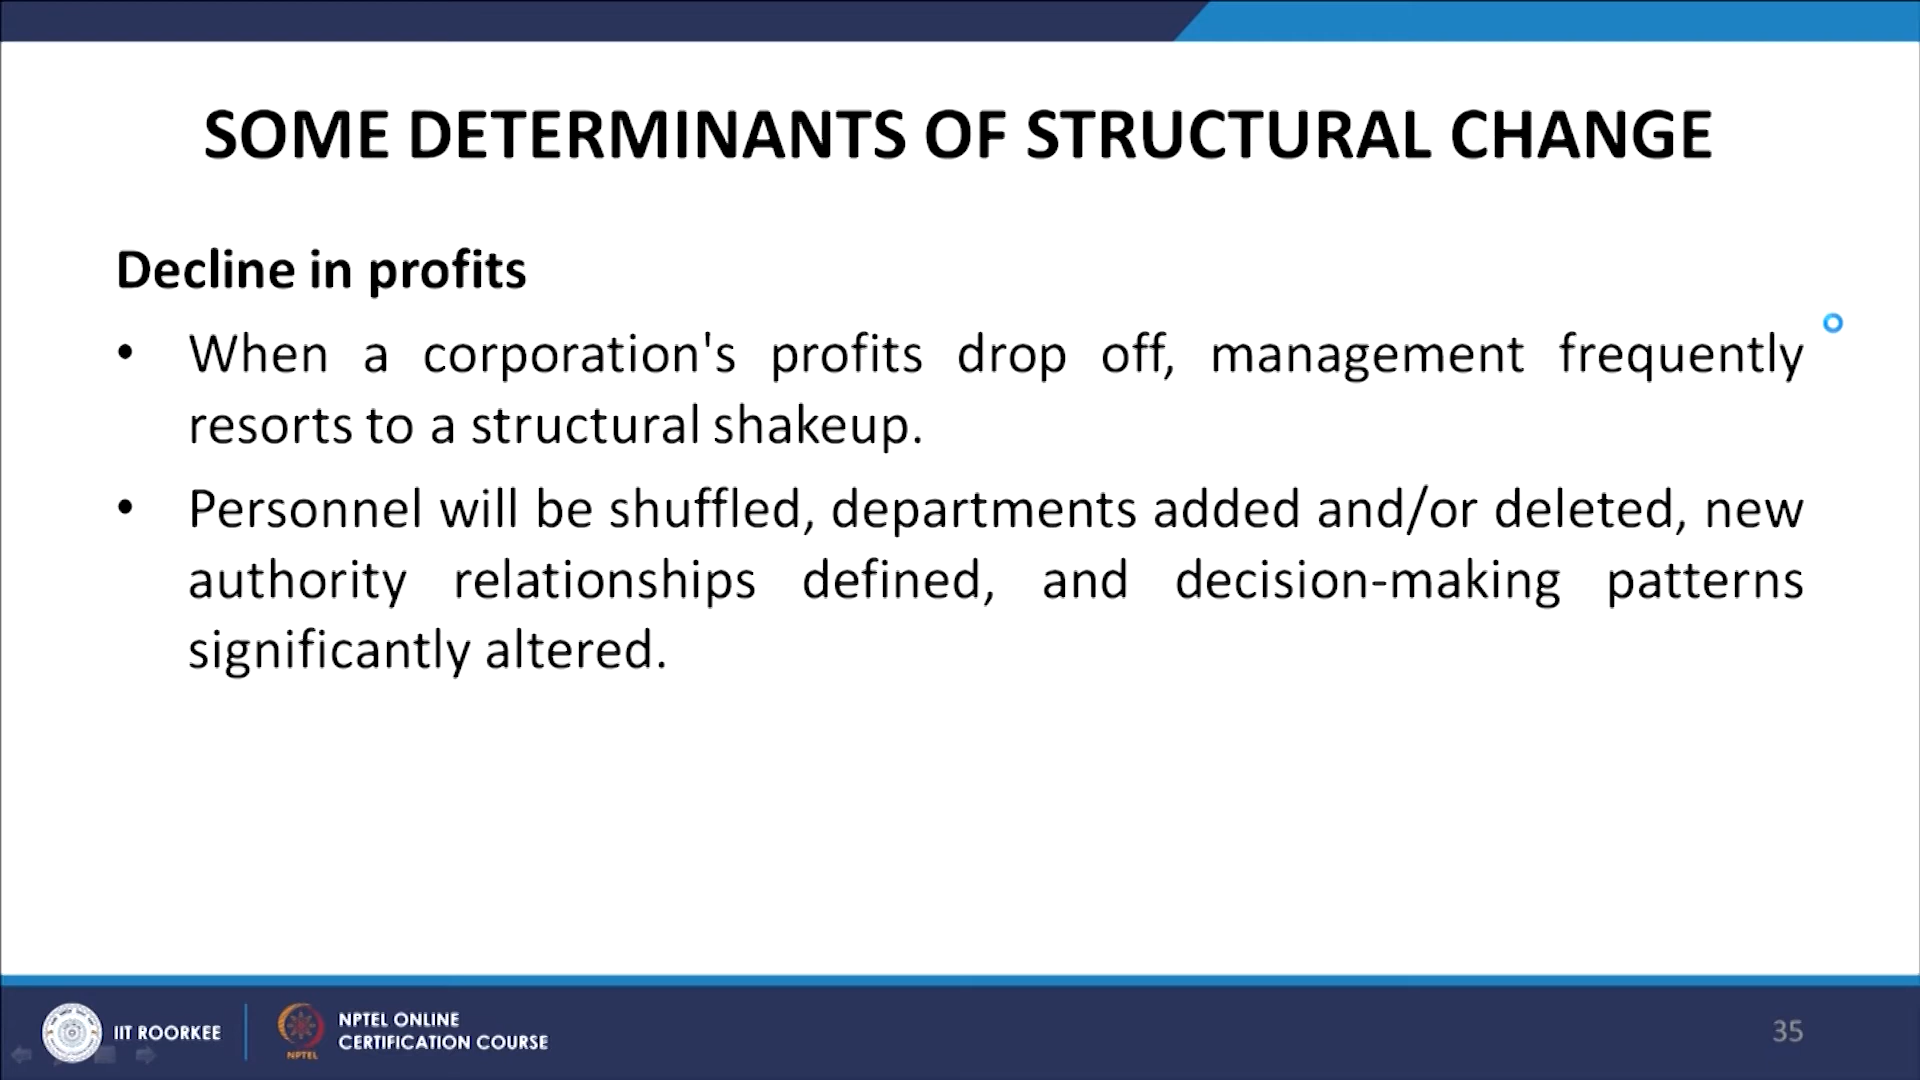 SOME DETERMINANTS OF STRUCTURAL CHANGE
Decline in profits
• When a corporation's profits drop off, management frequently
resorts to a structural shakeup.
• Personnel will be shuffled, departments added and/or deleted, new
authority relationships defined, and decision-making patterns
significantly altered.
IIT ROORKEE
NPTEL
NPTEL ONLINE
CERTIFICATION COURSE
35